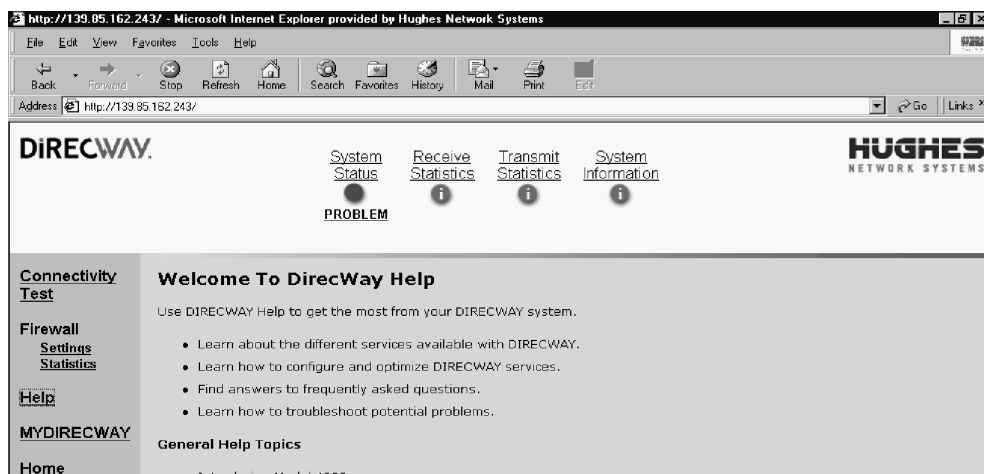 http://139.85.162.243/ - Microsoft Internet Explorer provided by Hughes Network Systems
File Edit View Favorites Tools Help
Back Forward Stop Refresh Home Search Favorites History Mail Print Edit
Address http://139.85.162.243/ Go Links
DIRECWAY.
System Status
PROBLEM
Receive Statistics
Transmit Statistics
System Information
HUGHES
NETWORK SYSTEMS
Connectivity Test
Firewall
Settings
Statistics
Help
MYDIRECWAY
Home
Welcome To DirecWay Help
Use DIRECWAY Help to get the most from your DIRECWAY system.
• Learn about the different services available with DIRECWAY.
• Learn how to configure and optimize DIRECWAY services.
• Find answers to frequently asked questions.
• Learn how to troubleshoot potential problems.
General Help Topics